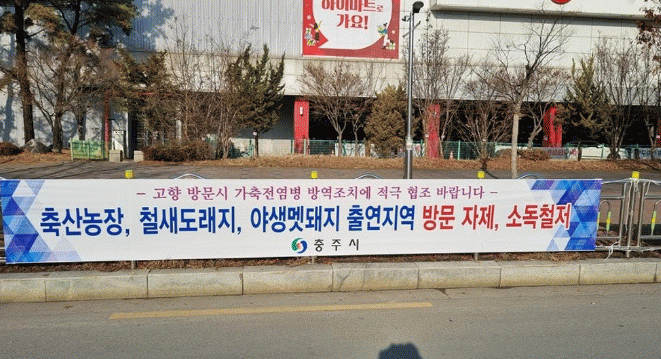 하이마트로
가요!
- 고향 방문시 가축전염병 방역조치에 적극 협조 바랍니다 -
축산농장, 철새도래지, 야생멧돼지 출연지역 방문 자제, 소독철저
충주시